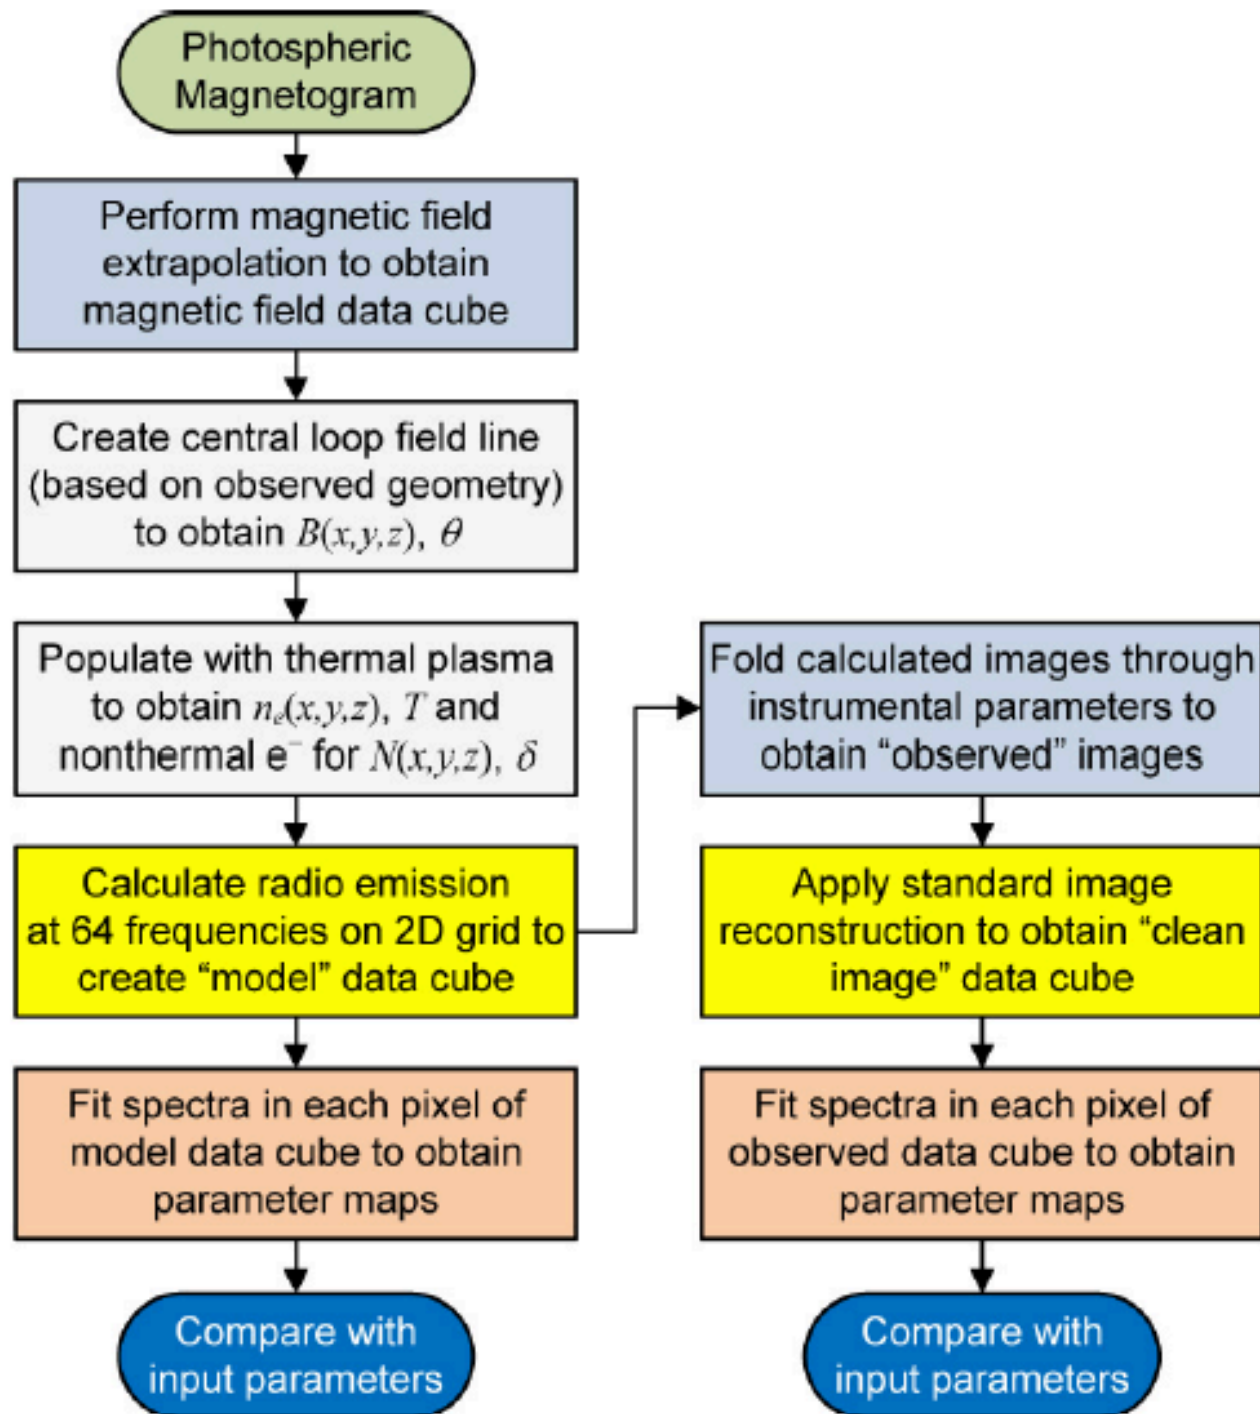 Photospheric
Magnetogram
Perform magnetic field
extrapolation to obtain
magnetic field data cube
Create central loop field line
(based on observed geometry)
to obtain B(x,y,z), θ
Populate with thermal plasma
to obtain nₑ(x,y,z), T and
nonthermal e⁻ for N(x,y,z), δ
Calculate radio emission
at 64 frequencies on 2D grid to
create “model” data cube
Fit spectra in each pixel of
model data cube to obtain
parameter maps
Compare with
input parameters
Fold calculated images through
instrumental parameters to
obtain “observed” images
Apply standard image
reconstruction to obtain “clean
image” data cube
Fit spectra in each pixel of
observed data cube to obtain
parameter maps
Compare with
input parameters